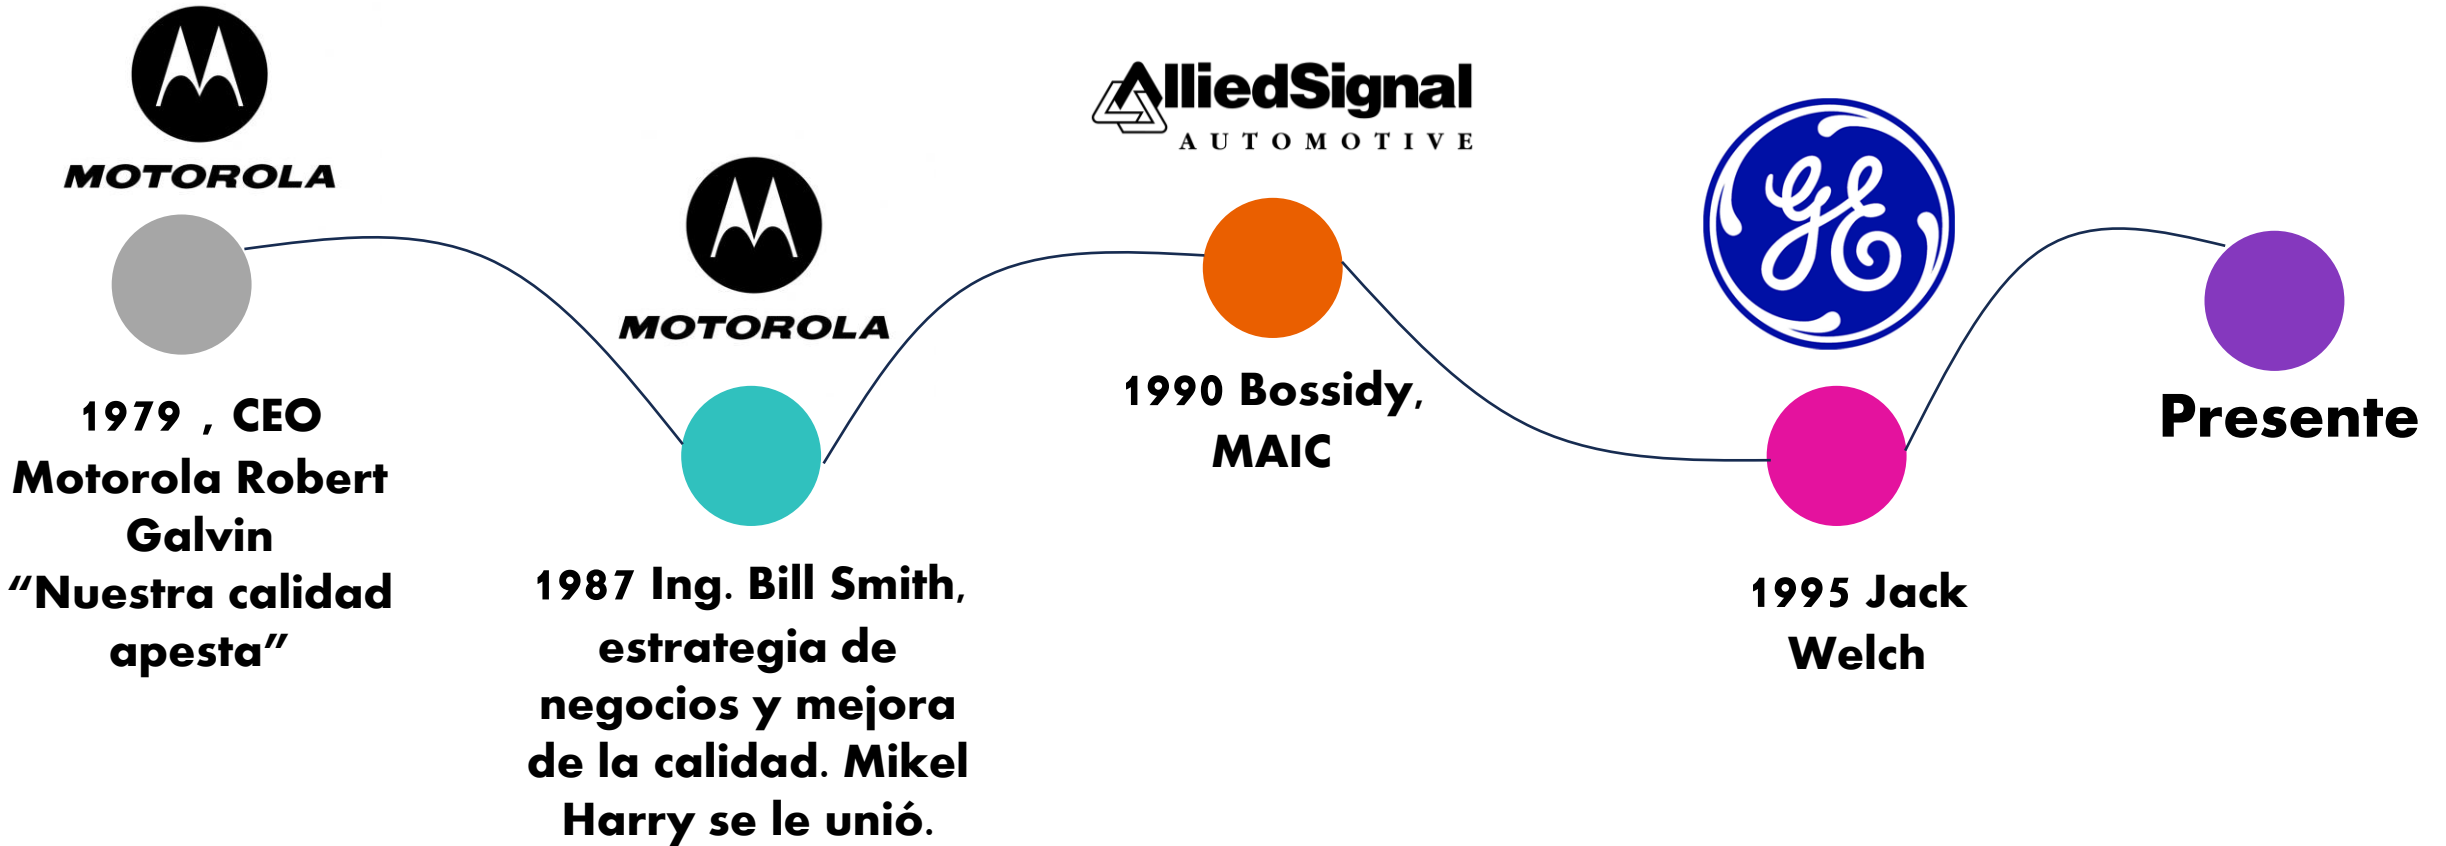 MOTOROLA
1979 , CEO
Motorola Robert
Galvin
“Nuestra calidad
apesta”
MOTOROLA
1987 Ing. Bill Smith,
estrategia de
negocios y mejora
de la calidad. Mikel
Harry se le unió.
AlliedSignal
AUTOMOTIVE
1990 Bossidy,
MAIC
GE
1995 Jack
Welch
Presente